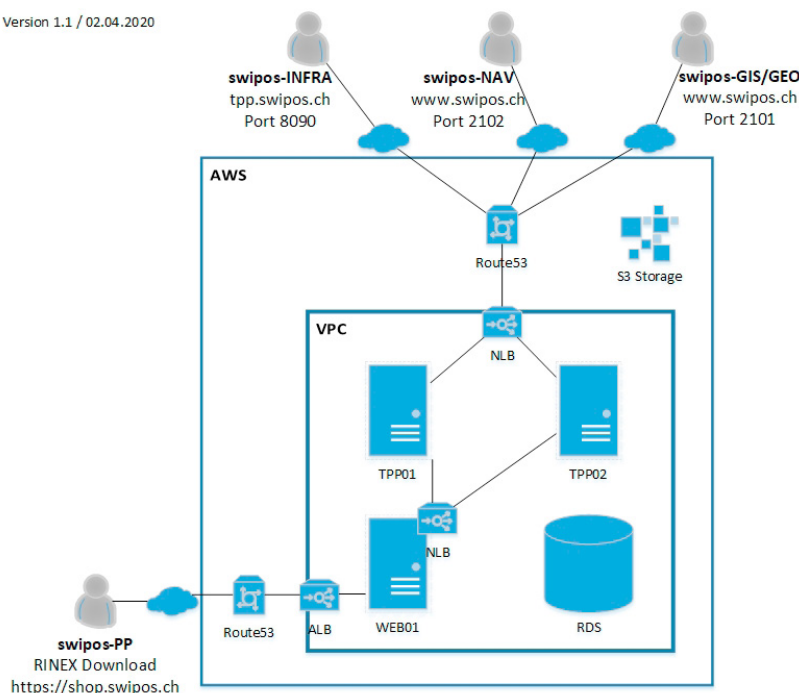 Version 1.1 / 02.04.2020
swipos-INFRA
tpp.swipos.ch
Port 8090
swipos-NAV
www.swipos.ch
Port 2102
swipos-GIS/GEO
www.swipos.ch
Port 2101
AWS
Route53
S3 Storage
VPC
NLB
TPP01
TPP02
NLB
WEB01
RDS
Route53
ALB
swipos-PP
RINEX Download
https://shop.swipos.ch